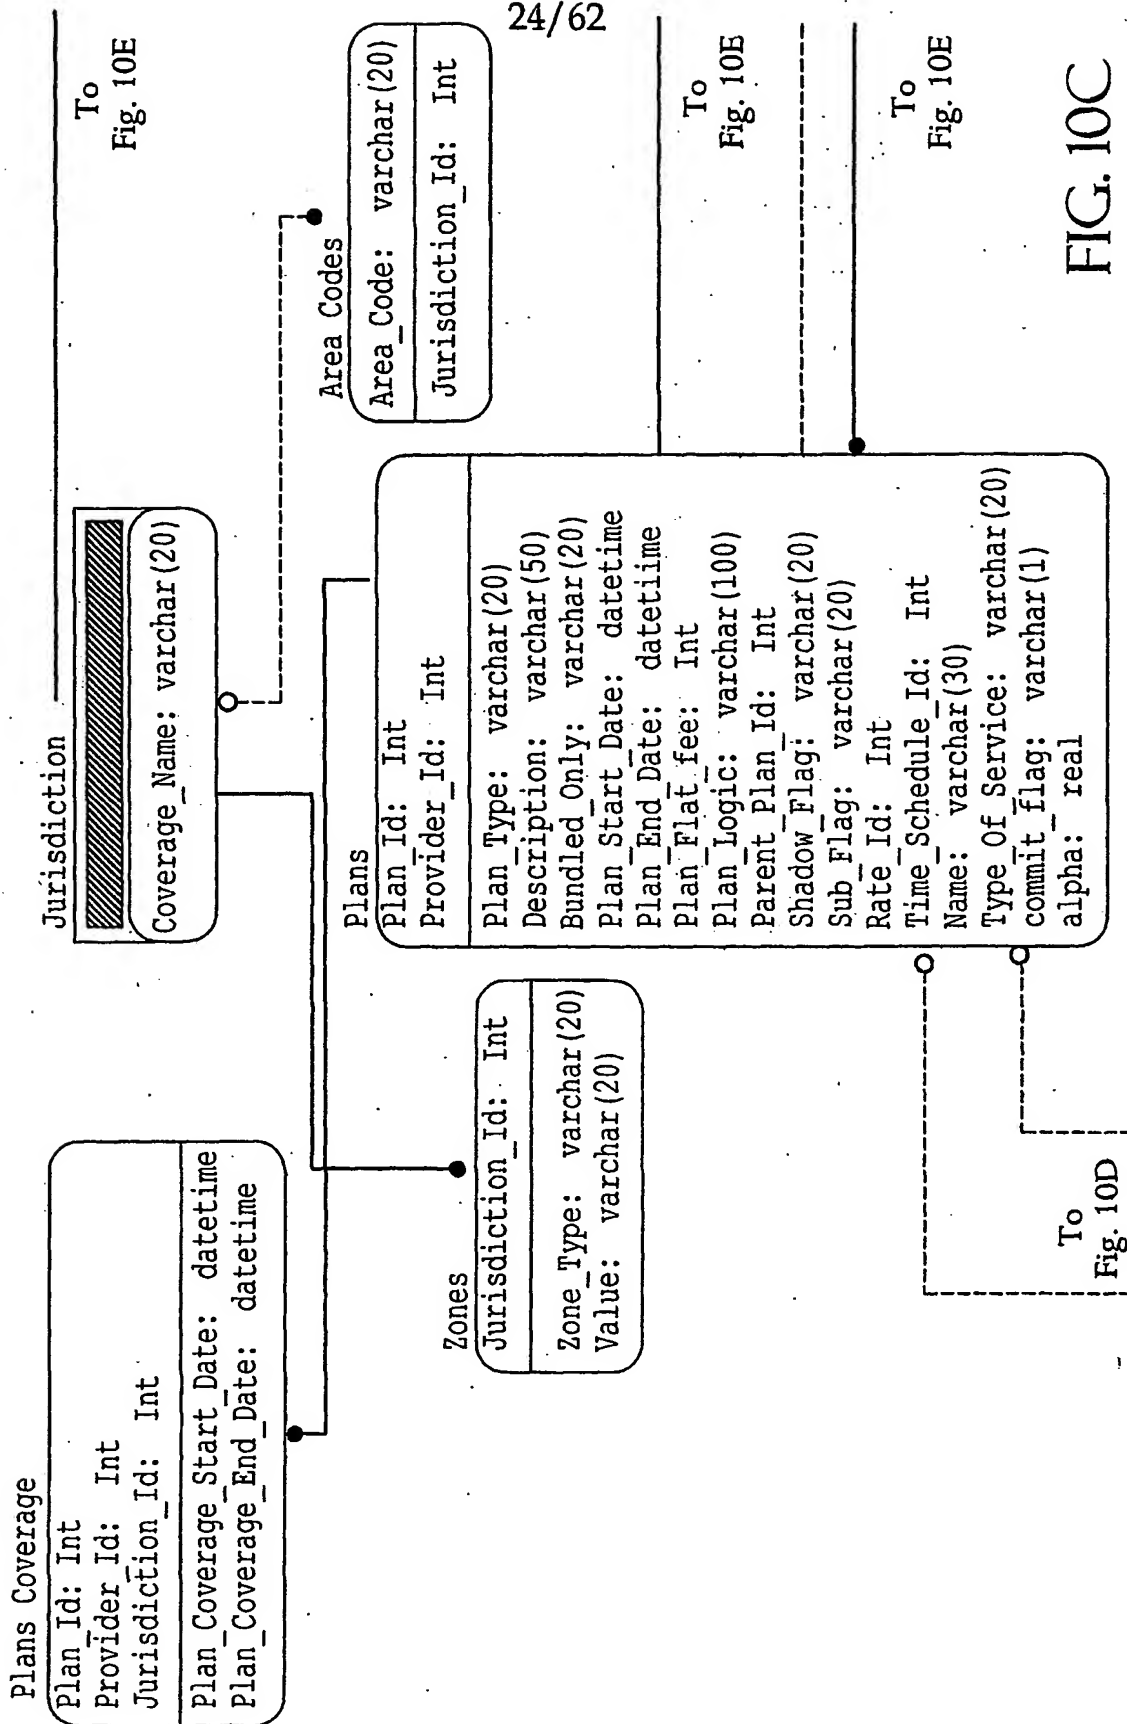 24/62
Plans Coverage
Plan_Id: Int
Provider_Id: Int
Jurisdiction_Id: Int
Plan_Coverage_Start_Date: datetime
Plan_Coverage_End_Date: datetime
Jurisdiction
Coverage_Name: varchar(20)
To
Fig. 10E
Area Codes
Area_Code: varchar(20)
Jurisdiction_Id: Int
Zones
Jurisdiction_Id: Int
Zone_Type: varchar(20)
Value: varchar(20)
Plans
Plan_Id: Int
Provider_Id: Int
Plan_Type: varchar(20)
Description: varchar(50)
Bundled_Only: varchar(20)
Plan_Start_Date: datetime
Plan_End_Date: datetiime
Plan_Flat_fee: Int
Plan_Logic: varchar(100)
Parent_Plan_Id: Int
Shadow_Flag: varchar(20)
Sub_Flag: varchar(20)
Rate_Id: Int
Time_Schedule_Id: Int
Name: varchar(30)
Type_Of_Service: varchar(20)
commit_flag: varchar(1)
alpha: real
To
Fig. 10E
To
Fig. 10E
To
Fig. 10D
FIG. 10C